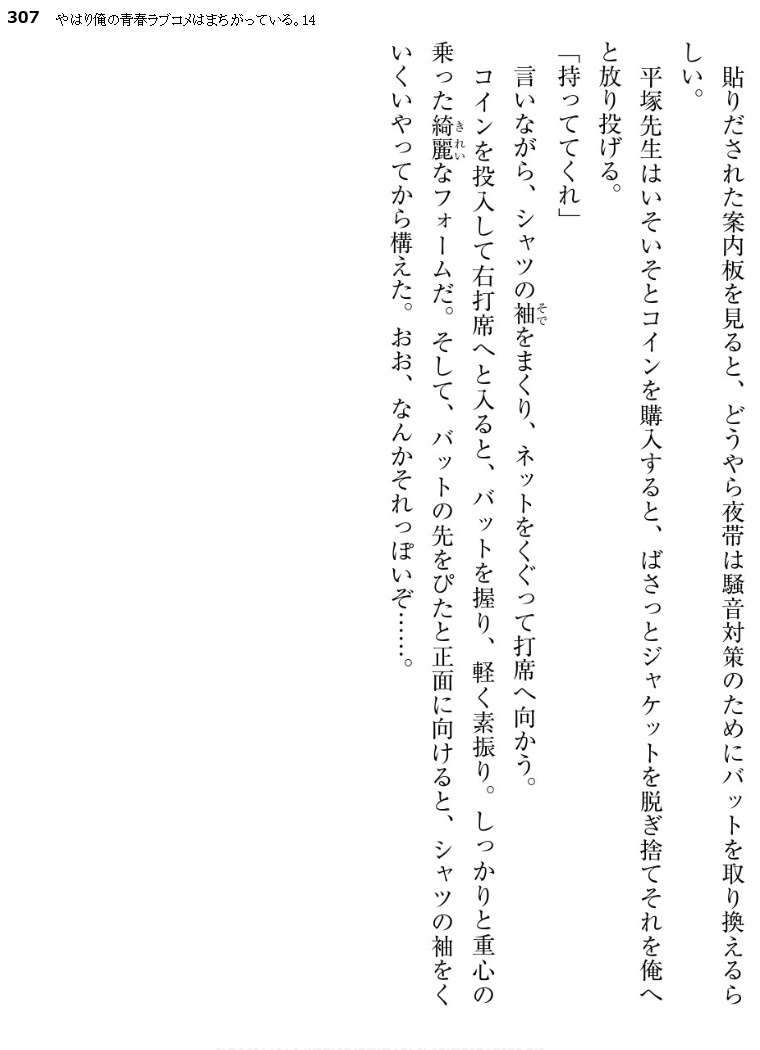 307 やはり俺の青春ラブコメはまちがっている。14
貼りだされた案内板を見ると、どうやら夜帯は騒音対策のためにバットを取り換えるら
しい。
平塚先生はいそいそとコインを購入すると、ばさっとジャケットを脱ぎ捨てそれを俺へ
と放り投げる。
「持っててくれ」
言いながら、シャツの袖そでをまくり、ネットをくぐって打席へ向かう。
コインを投入して右打席へと入ると、バットを握り、軽く素振り。しっかりと重心の
乗った綺麗きれいなフォームだ。そして、バットの先をぴたと正面に向けると、シャツの袖をく
いくいやってから構えた。おお、なんかそれっぽいぞ……。